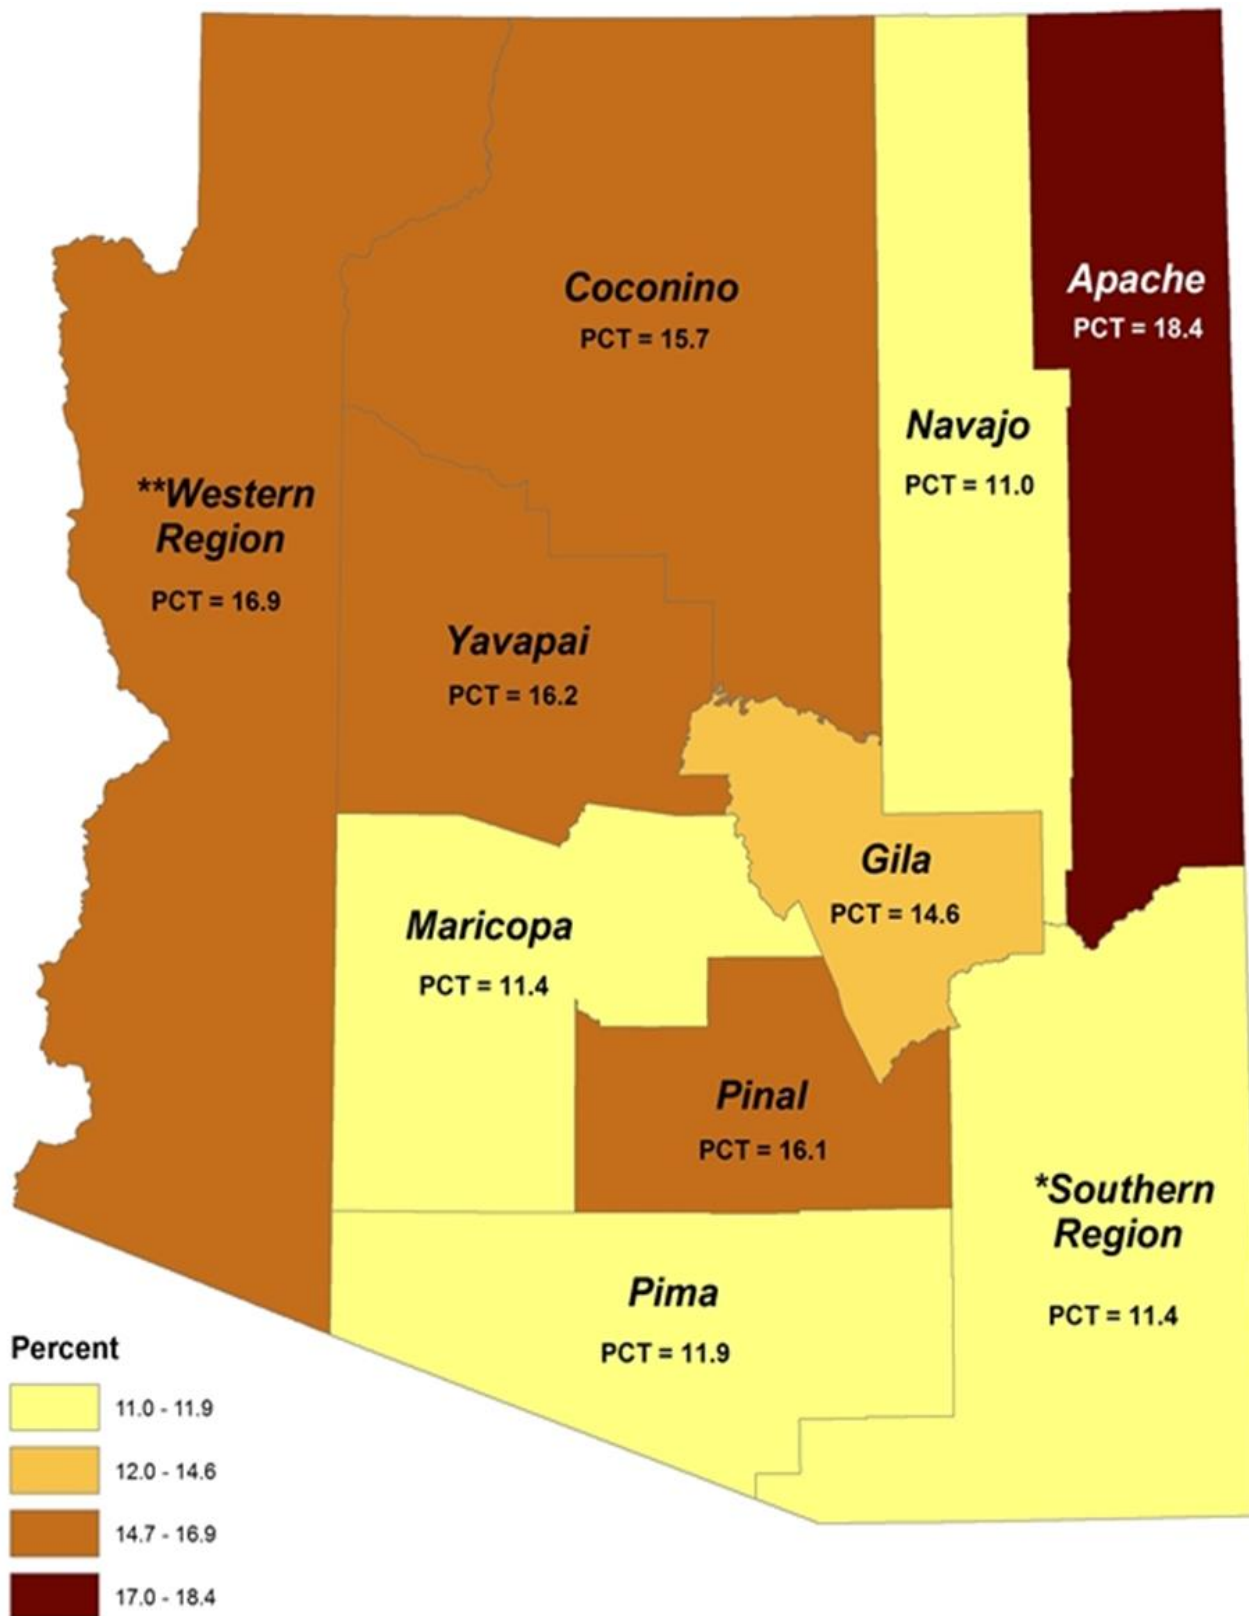 Coconino
PCT = 15.7
Apache
PCT = 18.4
Navajo
PCT = 11.0
**Western
Region
PCT = 16.9
Yavapai
PCT = 16.2
Gila
PCT = 14.6
Maricopa
PCT = 11.4
Pinal
PCT = 16.1
*Southern
Region
PCT = 11.4
Pima
PCT = 11.9
Percent
11.0 - 11.9
12.0 - 14.6
14.7 - 16.9
17.0 - 18.4